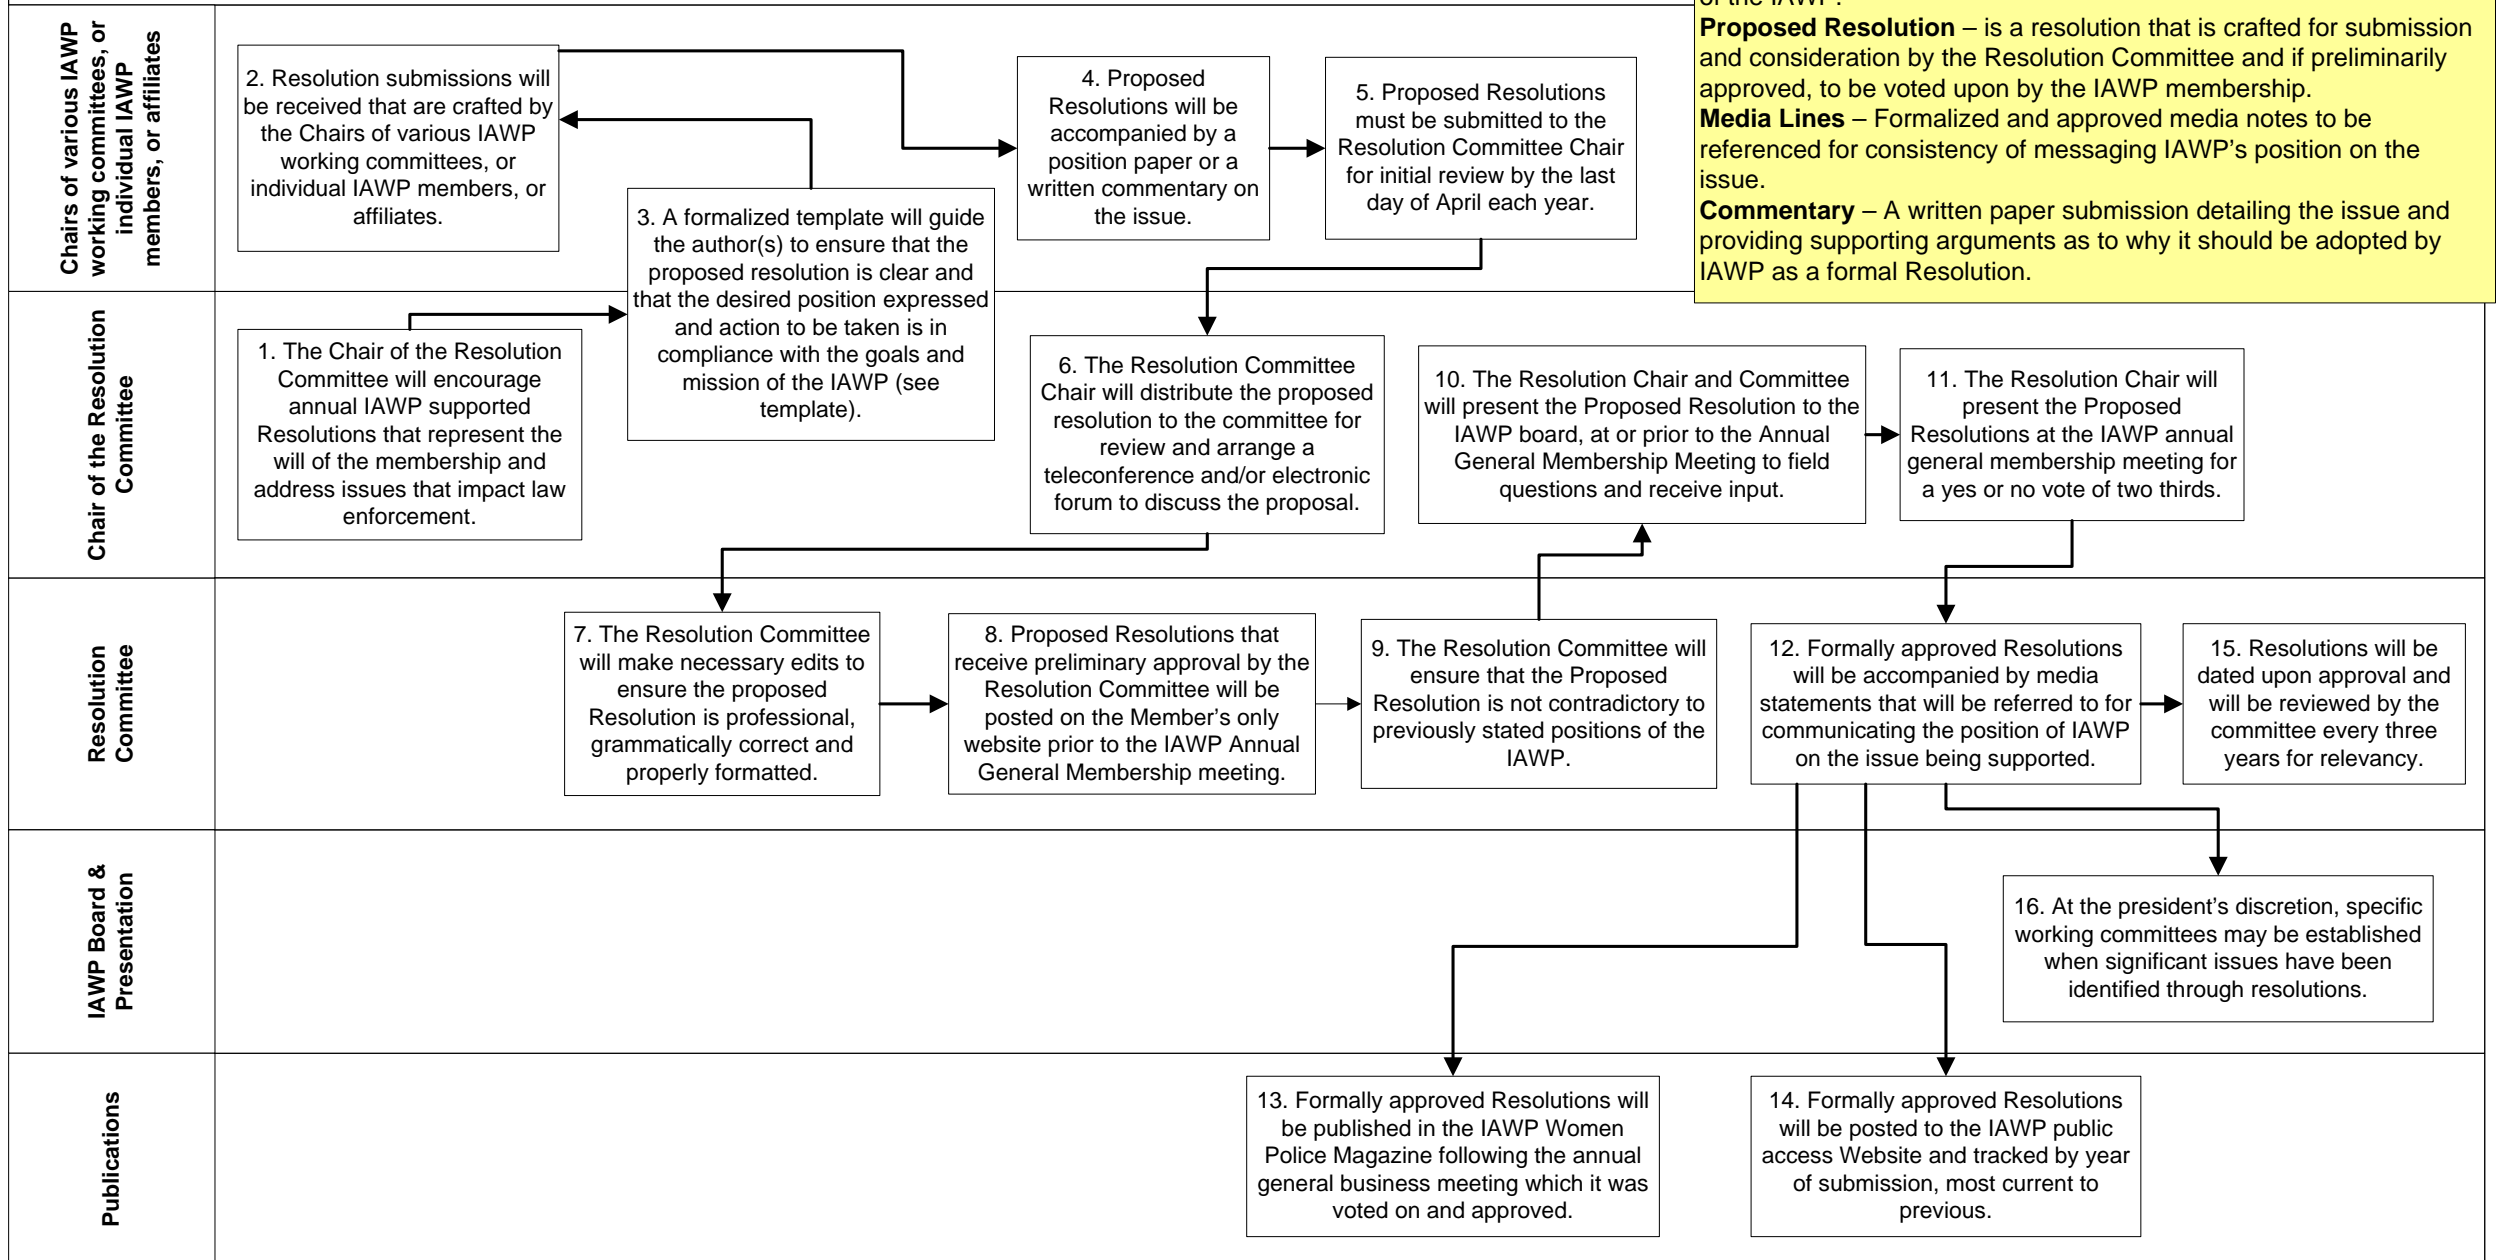 of the IAWP.
Proposed Resolution – is a resolution that is crafted for submission
and consideration by the Resolution Committee and if preliminarily
approved, to be voted upon by the IAWP membership.
Media Lines – Formalized and approved media notes to be
referenced for consistency of messaging IAWP’s position on the
issue.
Commentary – A written paper submission detailing the issue and
providing supporting arguments as to why it should be adopted by
IAWP as a formal Resolution.
Chairs of various IAWP
working committees, or
individual IAWP
members, or affiliates
2. Resolution submissions will
be received that are crafted by
the Chairs of various IAWP
working committees, or
individual IAWP members, or
affiliates.
3. A formalized template will guide
the author(s) to ensure that the
proposed resolution is clear and
that the desired position expressed
and action to be taken is in
compliance with the goals and
mission of the IAWP (see
template).
4. Proposed
Resolutions will be
accompanied by a
position paper or a
written commentary on
the issue.
5. Proposed Resolutions
must be submitted to the
Resolution Committee Chair
for initial review by the last
day of April each year.
Chair of the Resolution
Committee
1. The Chair of the Resolution
Committee will encourage
annual IAWP supported
Resolutions that represent the
will of the membership and
address issues that impact law
enforcement.
6. The Resolution Committee
Chair will distribute the proposed
resolution to the committee for
review and arrange a
teleconference and/or electronic
forum to discuss the proposal.
10. The Resolution Chair and Committee
will present the Proposed Resolution to the
IAWP board, at or prior to the Annual
General Membership Meeting to field
questions and receive input.
11. The Resolution Chair will
present the Proposed
Resolutions at the IAWP annual
general membership meeting for
a yes or no vote of two thirds.
Resolution
Committee
7. The Resolution Committee
will make necessary edits to
ensure the proposed
Resolution is professional,
grammatically correct and
properly formatted.
8. Proposed Resolutions that
receive preliminary approval by the
Resolution Committee will be
posted on the Member’s only
website prior to the IAWP Annual
General Membership meeting.
9. The Resolution Committee will
ensure that the Proposed
Resolution is not contradictory to
previously stated positions of the
IAWP.
12. Formally approved Resolutions
will be accompanied by media
statements that will be referred to for
communicating the position of IAWP
on the issue being supported.
15. Resolutions will be
dated upon approval and
will be reviewed by the
committee every three
years for relevancy.
IAWP Board &
Presentation
16. At the president’s discretion, specific
working committees may be established
when significant issues have been
identified through resolutions.
Publications
13. Formally approved Resolutions will
be published in the IAWP Women
Police Magazine following the annual
general business meeting which it was
voted on and approved.
14. Formally approved Resolutions
will be posted to the IAWP public
access Website and tracked by year
of submission, most current to
previous.